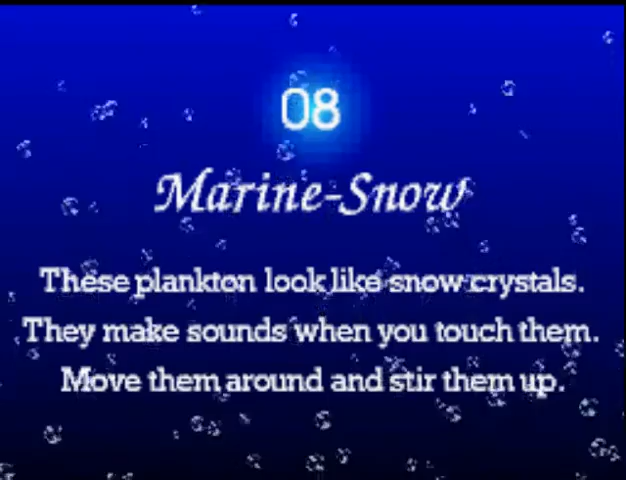 08
Marine-Snow
These plankton look like snow crystals.
They make sounds when you touch them.
Move them around and stir them up.